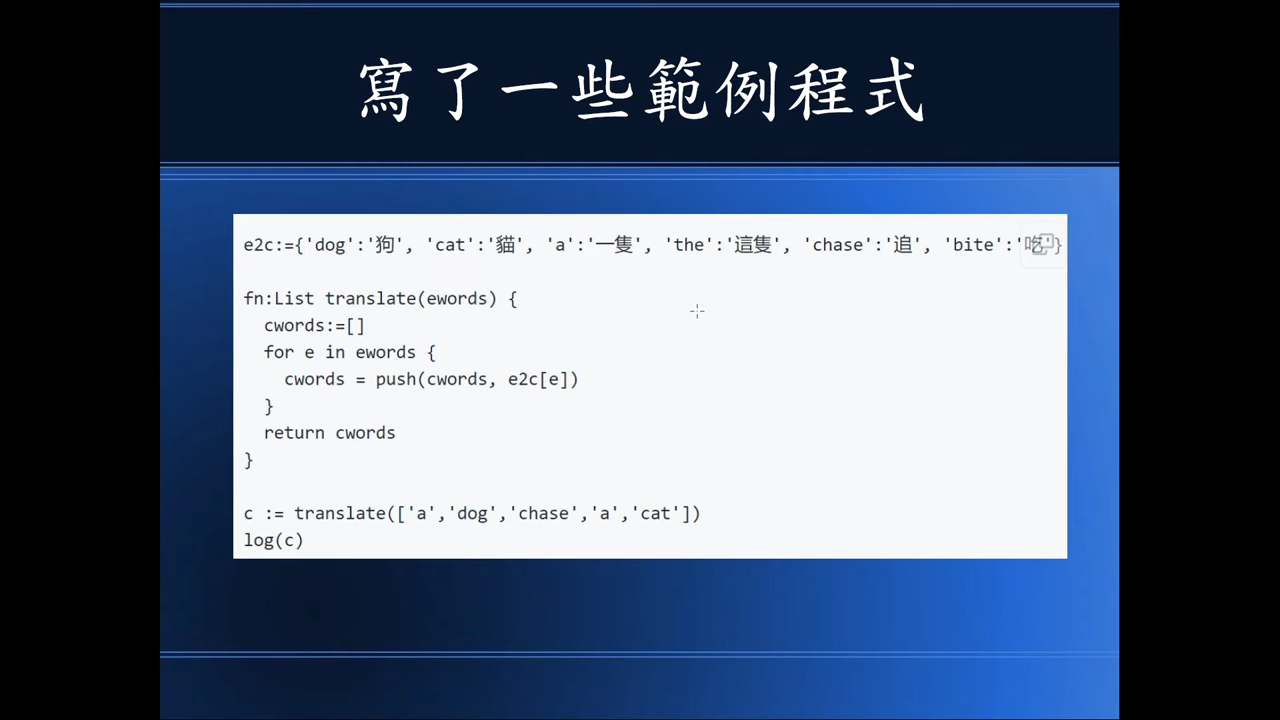 寫了一些範例程式
e2c:={'dog':'狗', 'cat':'貓', 'a':'一隻', 'the':'這隻', 'chase':'追', 'bite':'吃'}
fn:List translate(ewords) {
  cwords:=[]
  for e in ewords {
    cwords = push(cwords, e2c[e])
  }
  return cwords
}
c := translate(['a','dog','chase','a','cat'])
log(c)